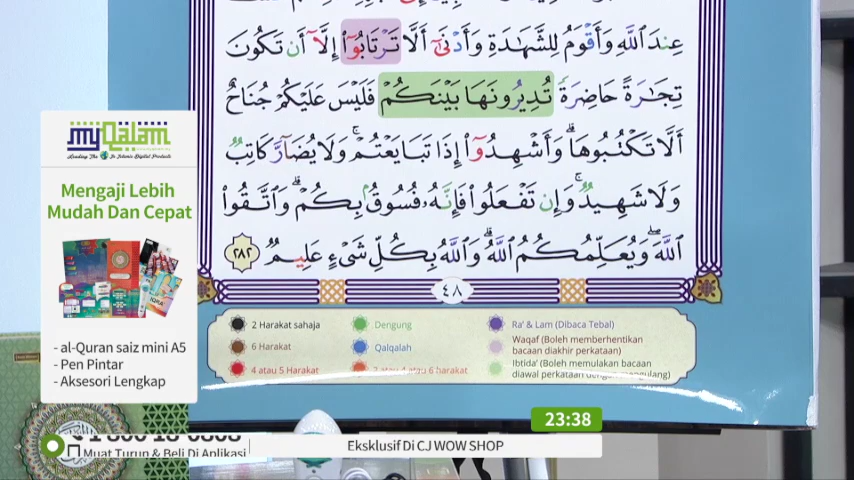 عِندَ ٱللَّهِ وَأَقْوَمُ لِلشَّهَـٰدَةِ وَأَدْنَىٰٓ أَلَّا تَرْتَابُوٓا۟ إِلَّآ أَن تَكُونَ
تِجَـٰرَةً حَاضِرَةً تُدِيرُونَهَا بَيْنَكُمْ فَلَيْسَ عَلَيْكُمْ جُنَاحٌ
أَلَّا تَكْتُبُوهَا ۗ وَأَشْهِدُوٓا۟ إِذَا تَبَايَعْتُمْ ۚ وَلَا يُضَآرَّ كَاتِبٌ
وَلَا شَهِيدٌ ۚ وَإِن تَفْعَلُوا۟ فَإِنَّهُۥ فُسُوقٌۢ بِكُمْ ۗ وَٱتَّقُوا۟
ٱللَّهَ ۖ وَيُعَلِّمُكُمُ ٱللَّهُ ۗ وَٱللَّهُ بِكُلِّ شَىْءٍ عَلِيمٌ ٢٨٢
٤٨
2 Harakat sahaja
6 Harakat
4 atau 5 Harakat
Dengung
Qalqalah
2 atau 4 atau 6 harakat
Ra' & Lam (Dibaca Tebal)
Waqaf (Boleh memberhentikan
bacaan diakhir perkataan)
Ibtida' (Boleh memulakan bacaan
diawal perkataan dengan mengulang)
myQalam
Mengaji Lebih
Mudah Dan Cepat
- al-Quran saiz mini A5
- Pen Pintar
- Aksesori Lengkap
23:38
Muat Turun & Beli Di Aplikasi
Eksklusif Di CJ WOW SHOP